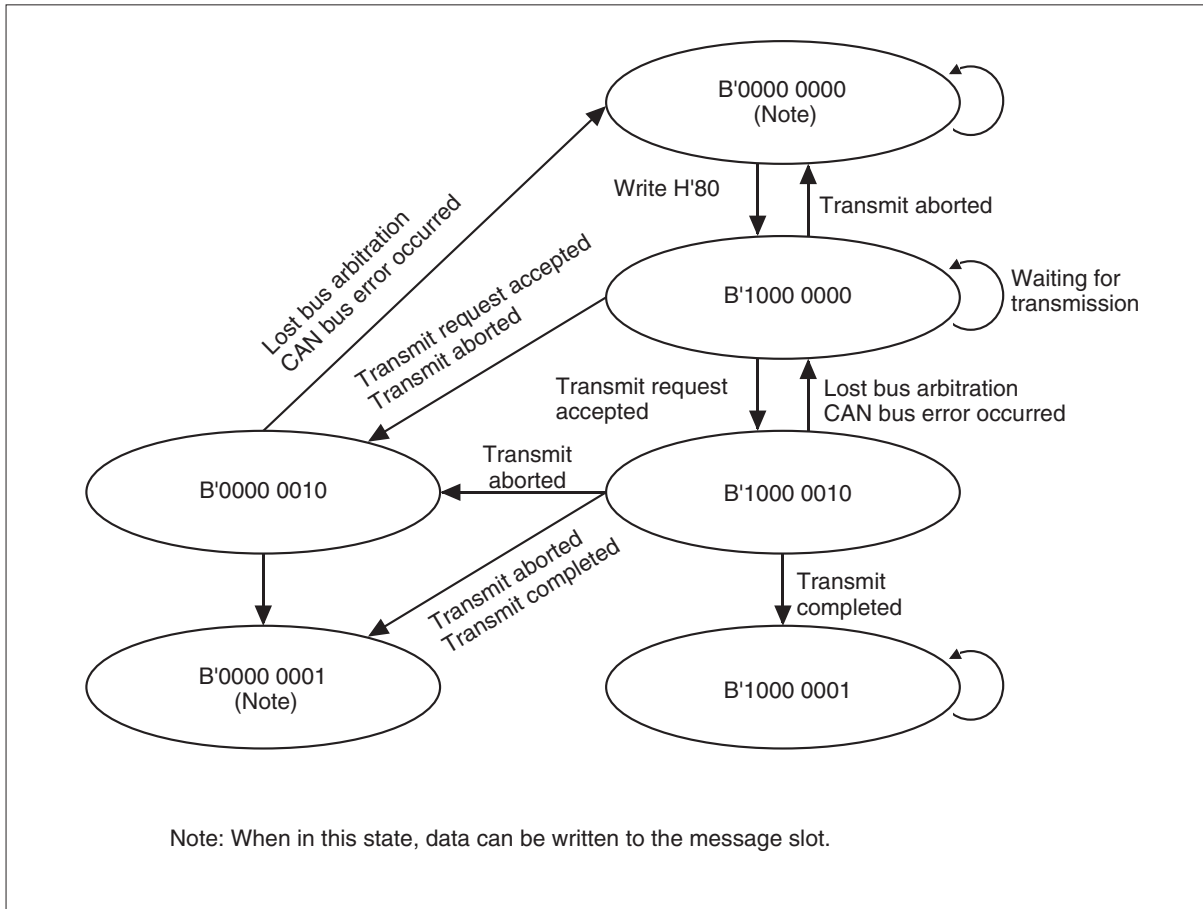 B'0000 0000
(Note)
Write H'80
Transmit aborted
Lost bus arbitration
CAN bus error occurred
Transmit request accepted
Transmit aborted
B'1000 0000
Waiting for
transmission
Transmit request
accepted
Lost bus arbitration
CAN bus error occurred
B'0000 0010
Transmit
aborted
B'1000 0010
Transmit aborted
Transmit completed
Transmit
completed
B'0000 0001
(Note)
B'1000 0001
Note: When in this state, data can be written to the message slot.